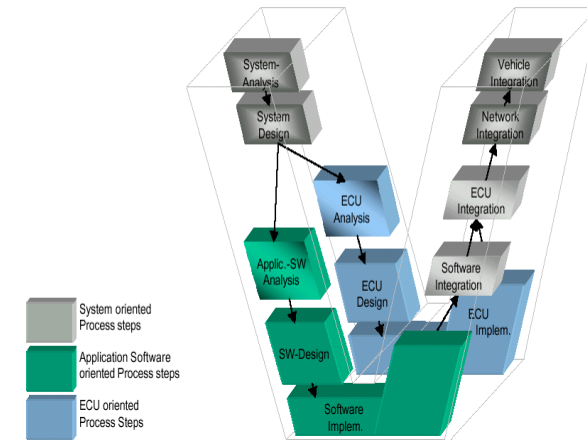 System-
Analysis
System
Design
ECU
Analysis
Applic.-SW
Analysis
ECU
Design
SW-Design
Software
Implem.
Vehicle
Integration
Network
Integration
ECU
Integration
Software
Integration
ECU
Implem.
System oriented
Process steps
Application Software
oriented Process steps
ECU oriented
Process Steps